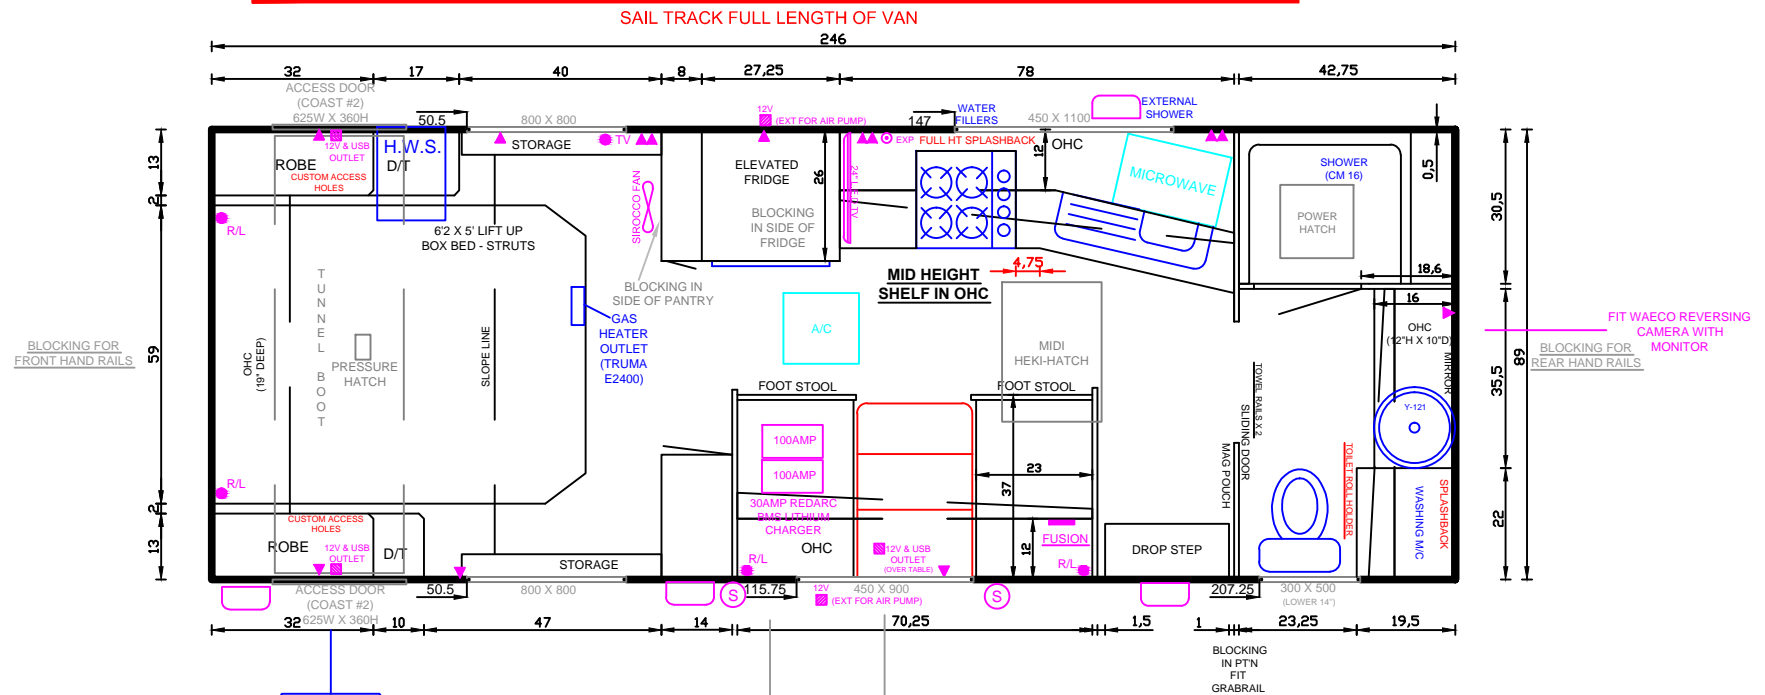 SAIL TRACK FULL LENGTH OF VAN
246
32
17
40
8
27,25
78
42,75
ACCESS DOOR
(COAST #2)
625W X 360H
50.5
800 X 800
12V
(EXT FOR AIR PUMP)
147
WATER
FILLERS
450 X 1100
EXTERNAL
SHOWER
13
ROBE
12V & USB
OUTLET
CUSTOM ACCESS
HOLES
H.W.S.
D/T
STORAGE
TV
SIROCCO FAN
ELEVATED
FRIDGE
26
BLOCKING
IN SIDE OF
FRIDGE
EXP
FULL HT SPLASHBACK
12
OHC
MICROWAVE
SHOWER
(CM 16)
POWER
HATCH
0,5
30,5
2
R/L
6'2 X 5' LIFT UP
BOX BED - STRUTS
BLOCKING IN
SIDE OF PANTRY
MID HEIGHT
SHELF IN OHC
4,75
18,6
16
TUNNEL BOOT
GAS
HEATER
OUTLET
(TRUMA
E2400)
A/C
MIDI
HEKI-HATCH
OHC
(12"H X 10"D)
MIRROR
FIT WAECO REVERSING
CAMERA WITH
MONITOR
BLOCKING FOR
FRONT HAND RAILS
59
OHC
(19" DEEP)
PRESSURE
HATCH
SLOPE LINE
35,5
89
BLOCKING FOR
REAR HAND RAILS
FOOT STOOL
FOOT STOOL
TOWEL RAILS X 2
SLIDING DOOR
MAG POUCH
Y-121
100AMP
100AMP
30AMP REDARC
BMS LITHIUM
CHARGER
23
37
TOILET ROLL HOLDER
WASHING M/C
SPLASHBACK
22
R/L
2
13
CUSTOM ACCESS
HOLES
ROBE
12V & USB
OUTLET
D/T
STORAGE
R/L
OHC
12V & USB
OUTLET
(OVER TABLE)
12
FUSION
R/L
DROP STEP
ACCESS DOOR
(COAST #2)
625W X 360H
50.5
800 X 800
S
115.75
12V
(EXT FOR AIR PUMP)
450 X 900
S
207.25
300 X 500
(LOWER 14")
32
10
47
14
70,25
1,5
1
23,25
19,5
BLOCKING
IN PT'N
FIT
GRABRAIL